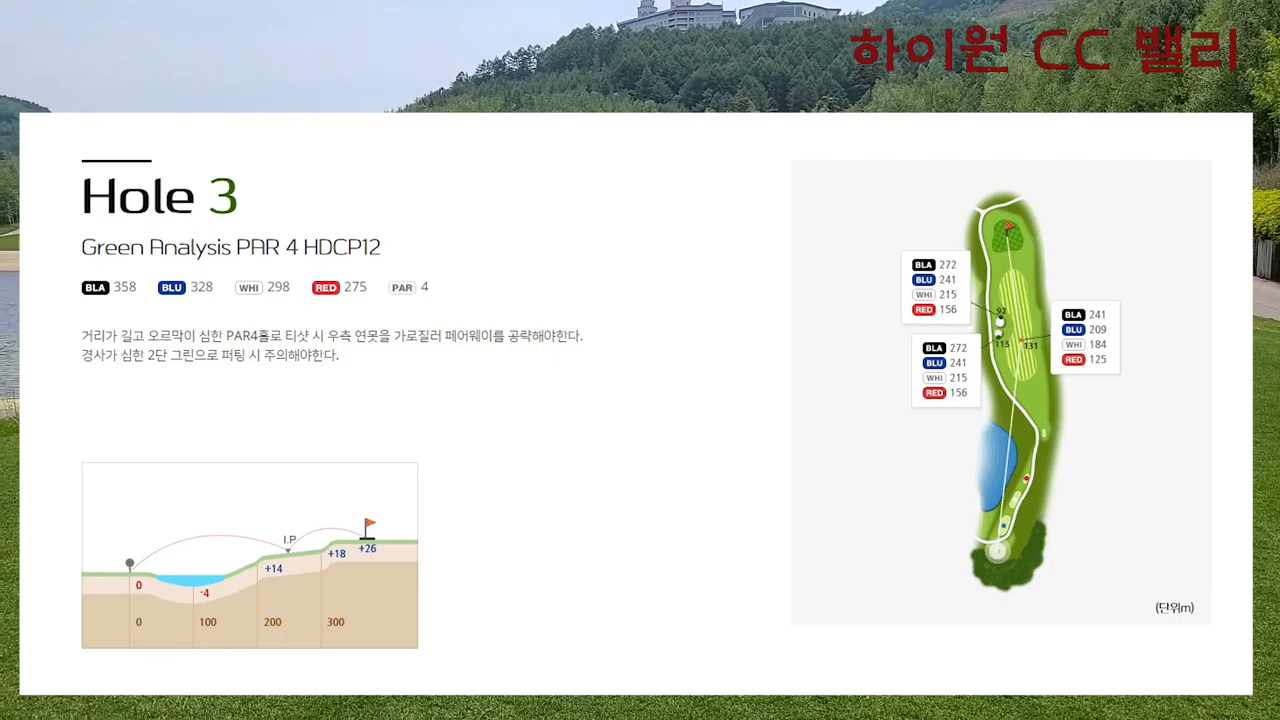 하이원 CC 밸리
Hole 3
Green Analysis PAR 4 HDCP12
BLA 358 BLU 328 WHI 298 RED 275 PAR 4
거리가 길고 오르막이 심한 PAR4홀로 티샷 시 우측 연못을 가로질러 페어웨이를 공략해야한다.
경사가 심한 2단 그린으로 퍼팅 시 주의해야한다.
I.P
+18 +26
+14
0
-4
0 100 200 300
BLA 272
BLU 241
WHI 215
RED 156
92
115
131
BLA 241
BLU 209
WHI 184
RED 125
BLA 272
BLU 241
WHI 215
RED 156
(단위m)